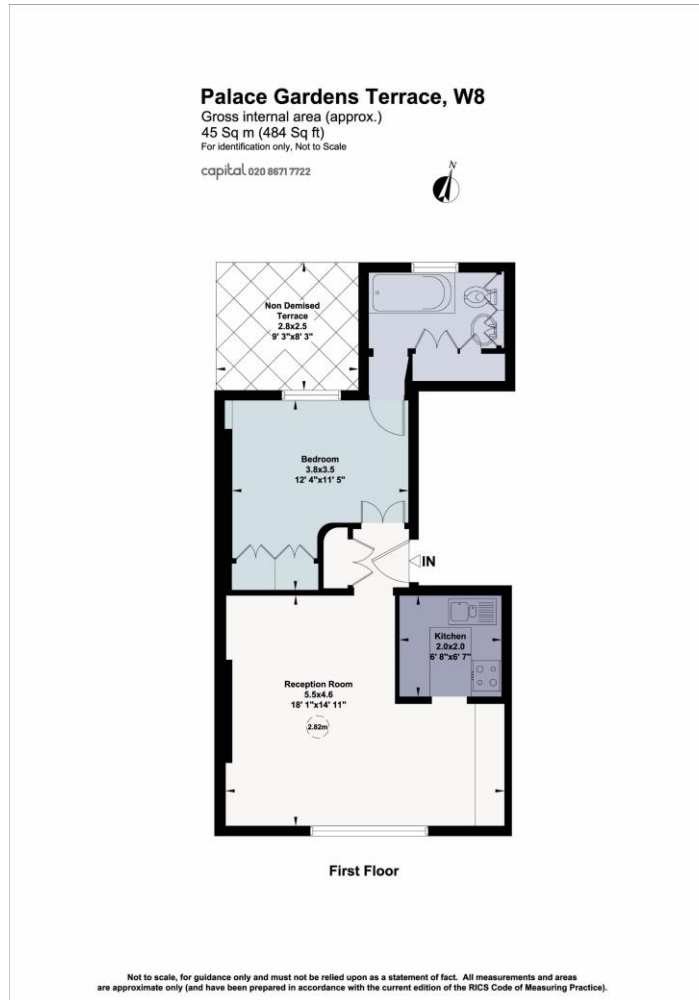 Palace Gardens Terrace, W8
Gross internal area (approx.)
45 Sq m (484 Sq ft)
For identification only, Not to Scale
capital 020 8671 7722
N
Non Demised
Terrace
2.8x2.5
9' 3"x8' 3"
Bedroom
3.8x3.5
12' 4"x11' 5"
IN
Kitchen
2.0x2.0
6' 8"x6' 7"
Reception Room
5.5x4.6
18' 1"x14' 11"
2.82m
First Floor
Not to scale, for guidance only and must not be relied upon as a statement of fact. All measurements and areas
are approximate only (and have been prepared in accordance with the current edition of the RICS Code of Measuring Practice).